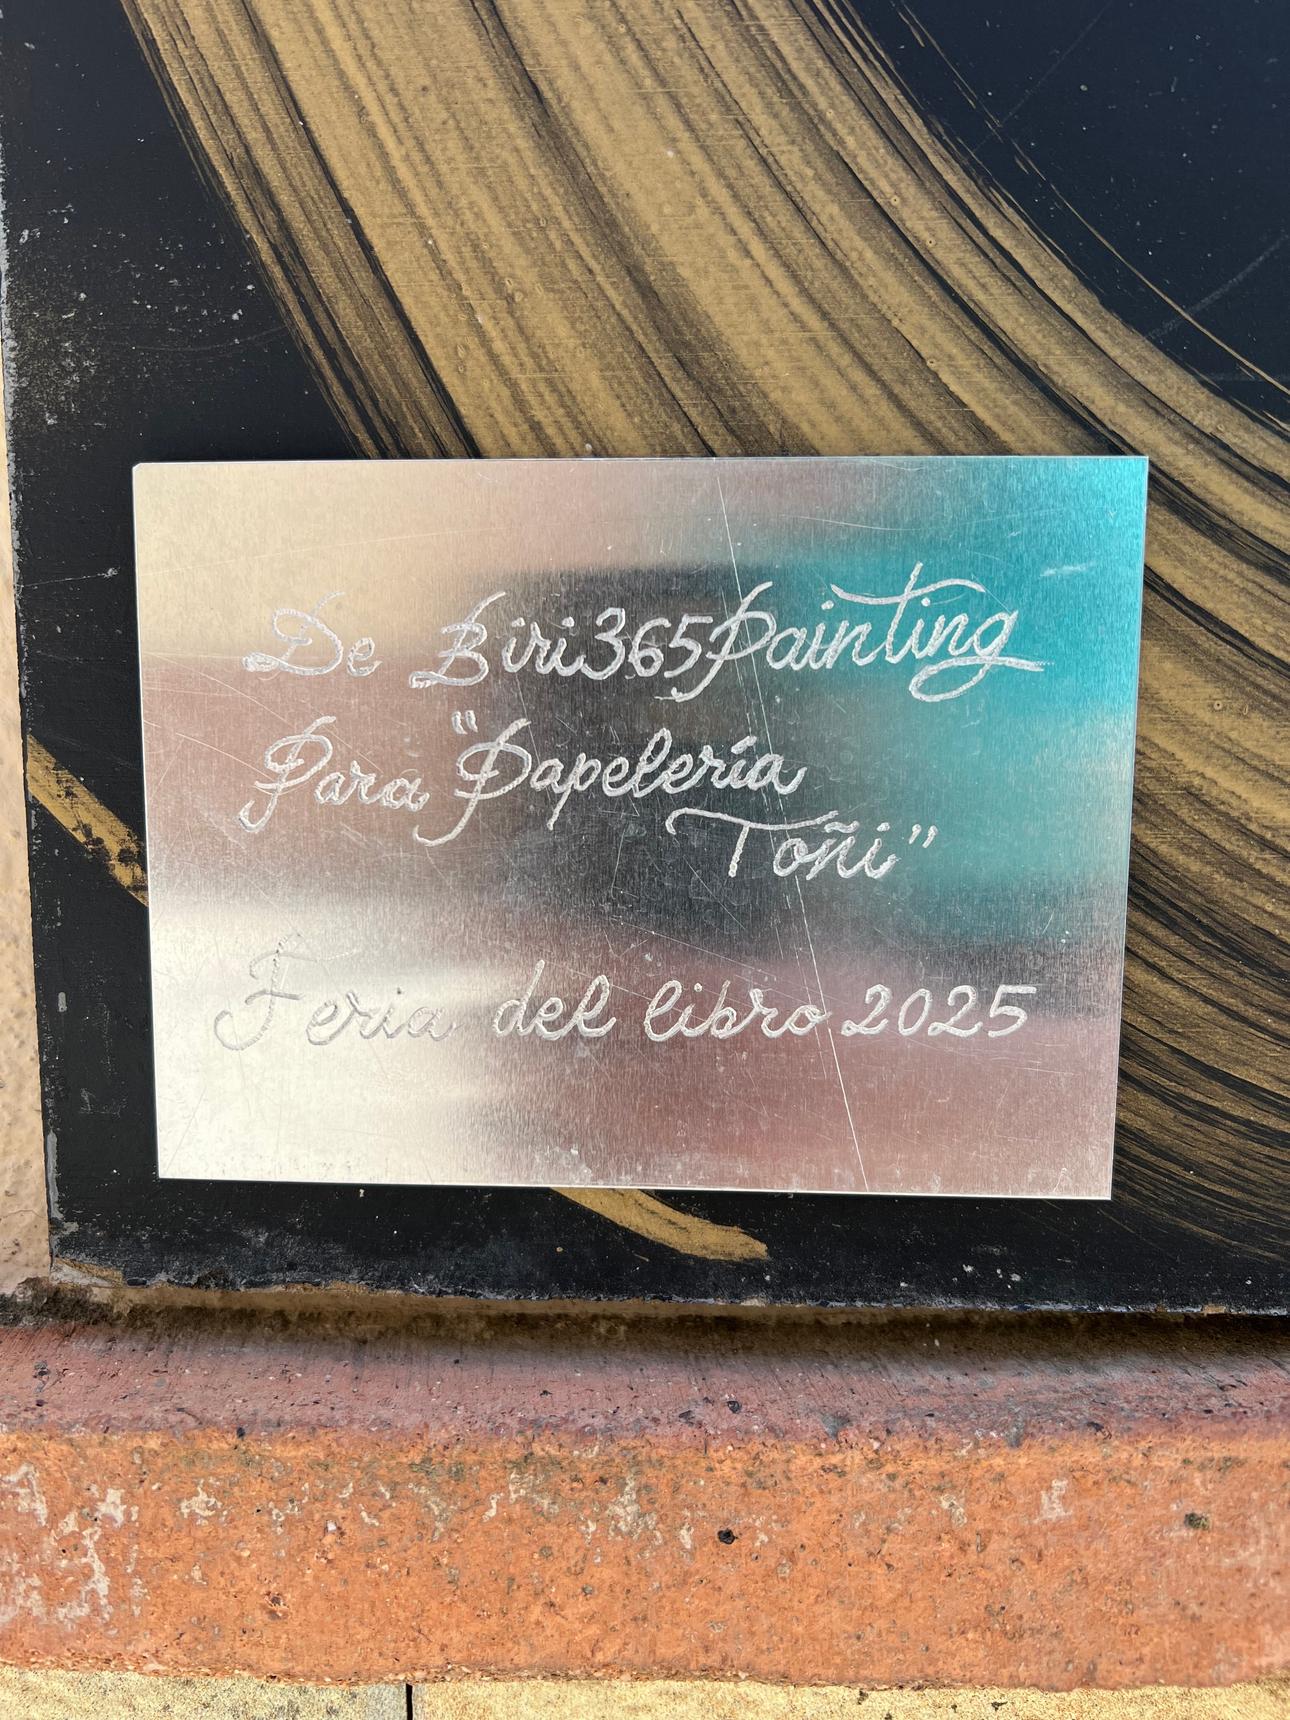 De Biri365Painting
Para "Papelería
Toñi"
Feria del libro 2025